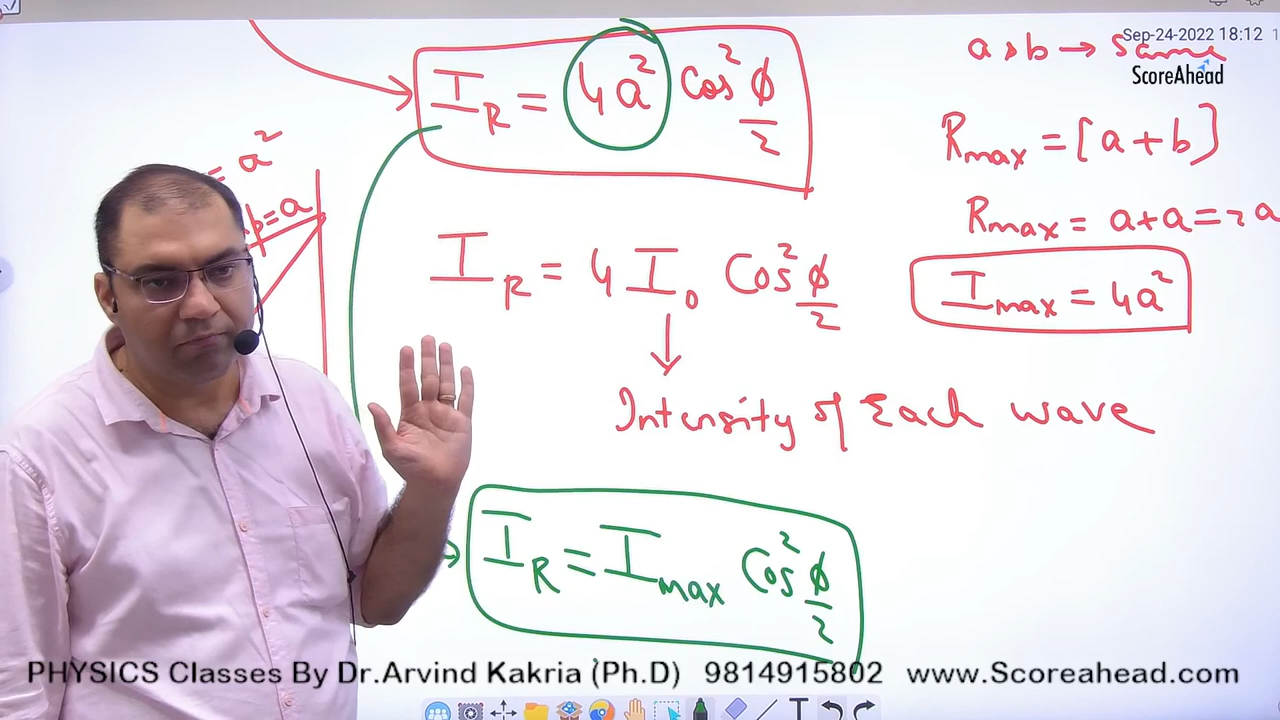 Sep-24-2022 18:12 1
a & b → same
ScoreAhead
I_R = 4a² Cos² φ/2
R_max = [a + b]
= a²
b = a
R_max = a + a = 2a
I_R = 4 I_0 Cos² φ/2
I_max = 4a²
Intensity of Each wave
I_R = I_max Cos² φ/2
PHYSICS Classes By Dr.Arvind Kakria (Ph.D) 9814915802 www.Scoreahead.com
T